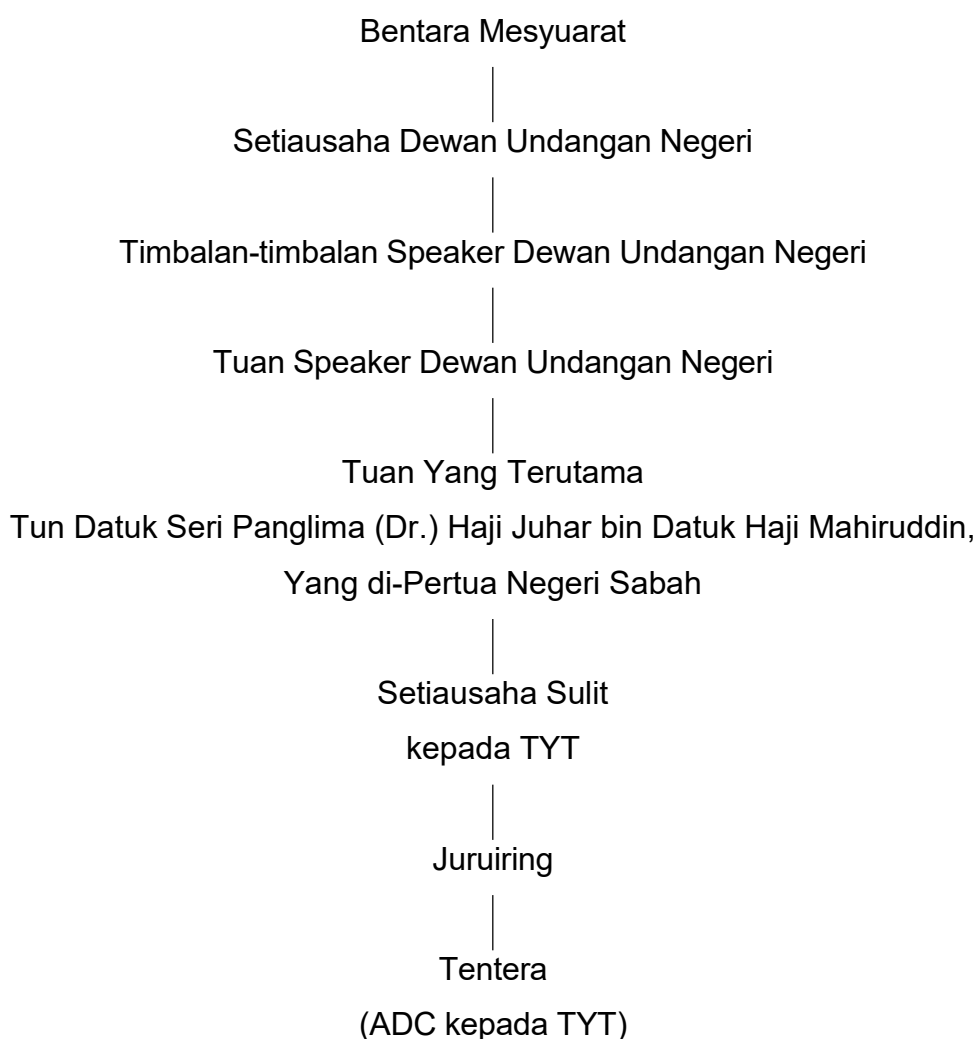 Bentara Mesyuarat
Setiausaha Dewan Undangan Negeri
Timbalan-timbalan Speaker Dewan Undangan Negeri
Tuan Speaker Dewan Undangan Negeri
Tuan Yang Terutama
Tun Datuk Seri Panglima (Dr.) Haji Juhar bin Datuk Haji Mahiruddin,
Yang di-Pertua Negeri Sabah
Setiausaha Sulit
kepada TYT
Juruiring
Tentera
(ADC kepada TYT)